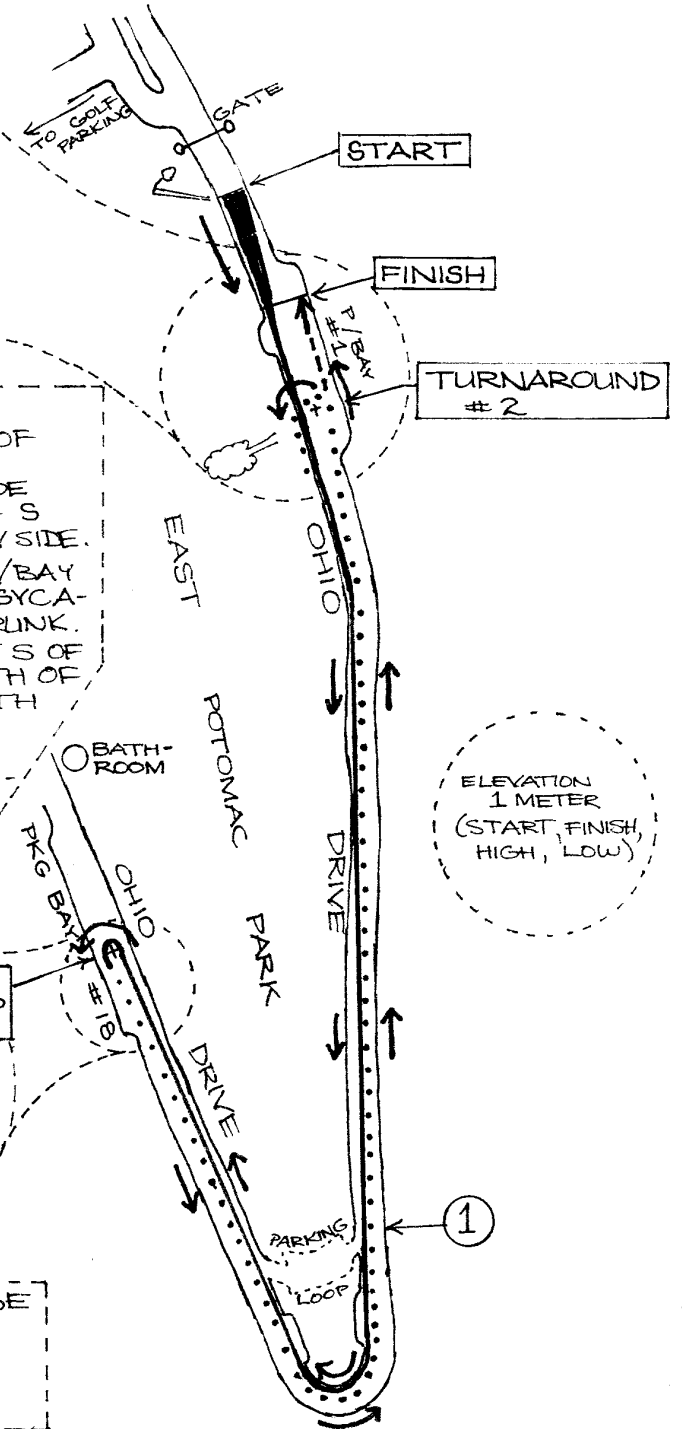 TO GOLF
PARKING
GATE
START
FINISH
P/BAY
#1
TURNAROUND
#2
OF
DE
S
Y SIDE.
/BAY
SYCA-
RUNK.
S OF
TH OF
TH
EAST
POTOMAC
PARK
OHIO
DRIVE
BATH-
ROOM
ELEVATION
1 METER
(START, FINISH,
HIGH, LOW)
PKG BAY
#18
OHIO
DRIVE
1
PARKING
LOOP